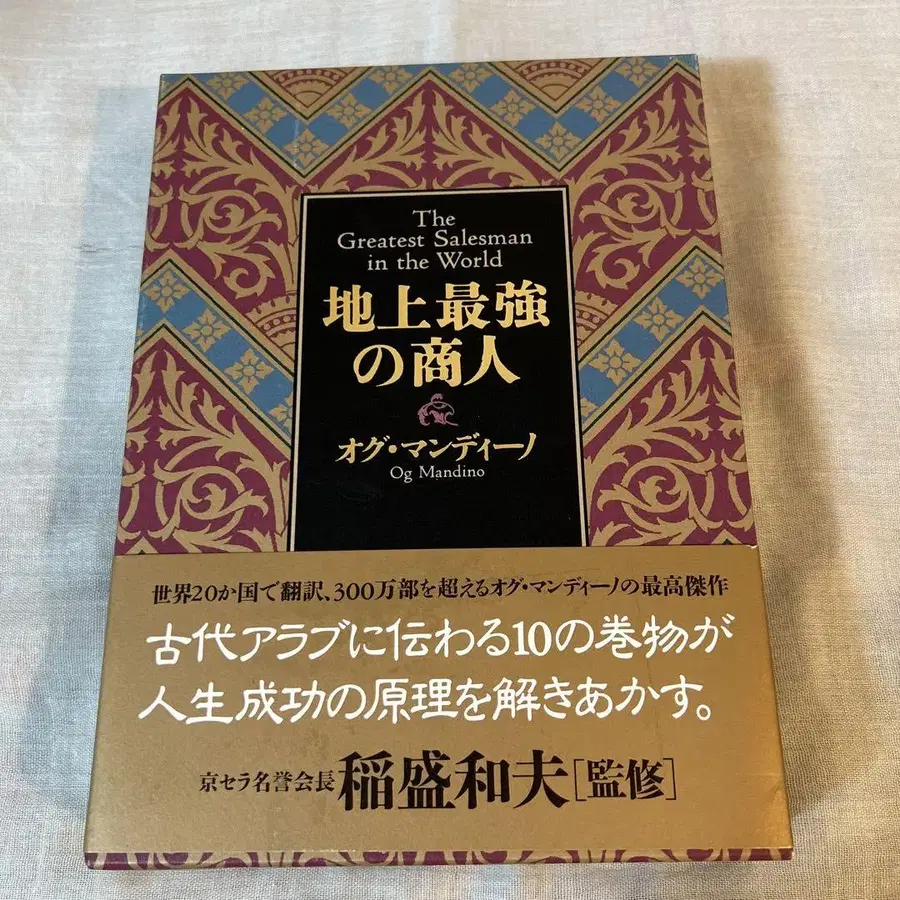 The
Greatest Salesman
in the World
地上最強
の商人
オグ・マンディーノ
Og Mandino
世界20か国で翻訳、300万部を超えるオグ・マンディーノの最高傑作
古代アラブに伝わる10の巻物が
人生成功の原理を解きあかす。
京セラ名誉会長 稲盛和夫[監修]